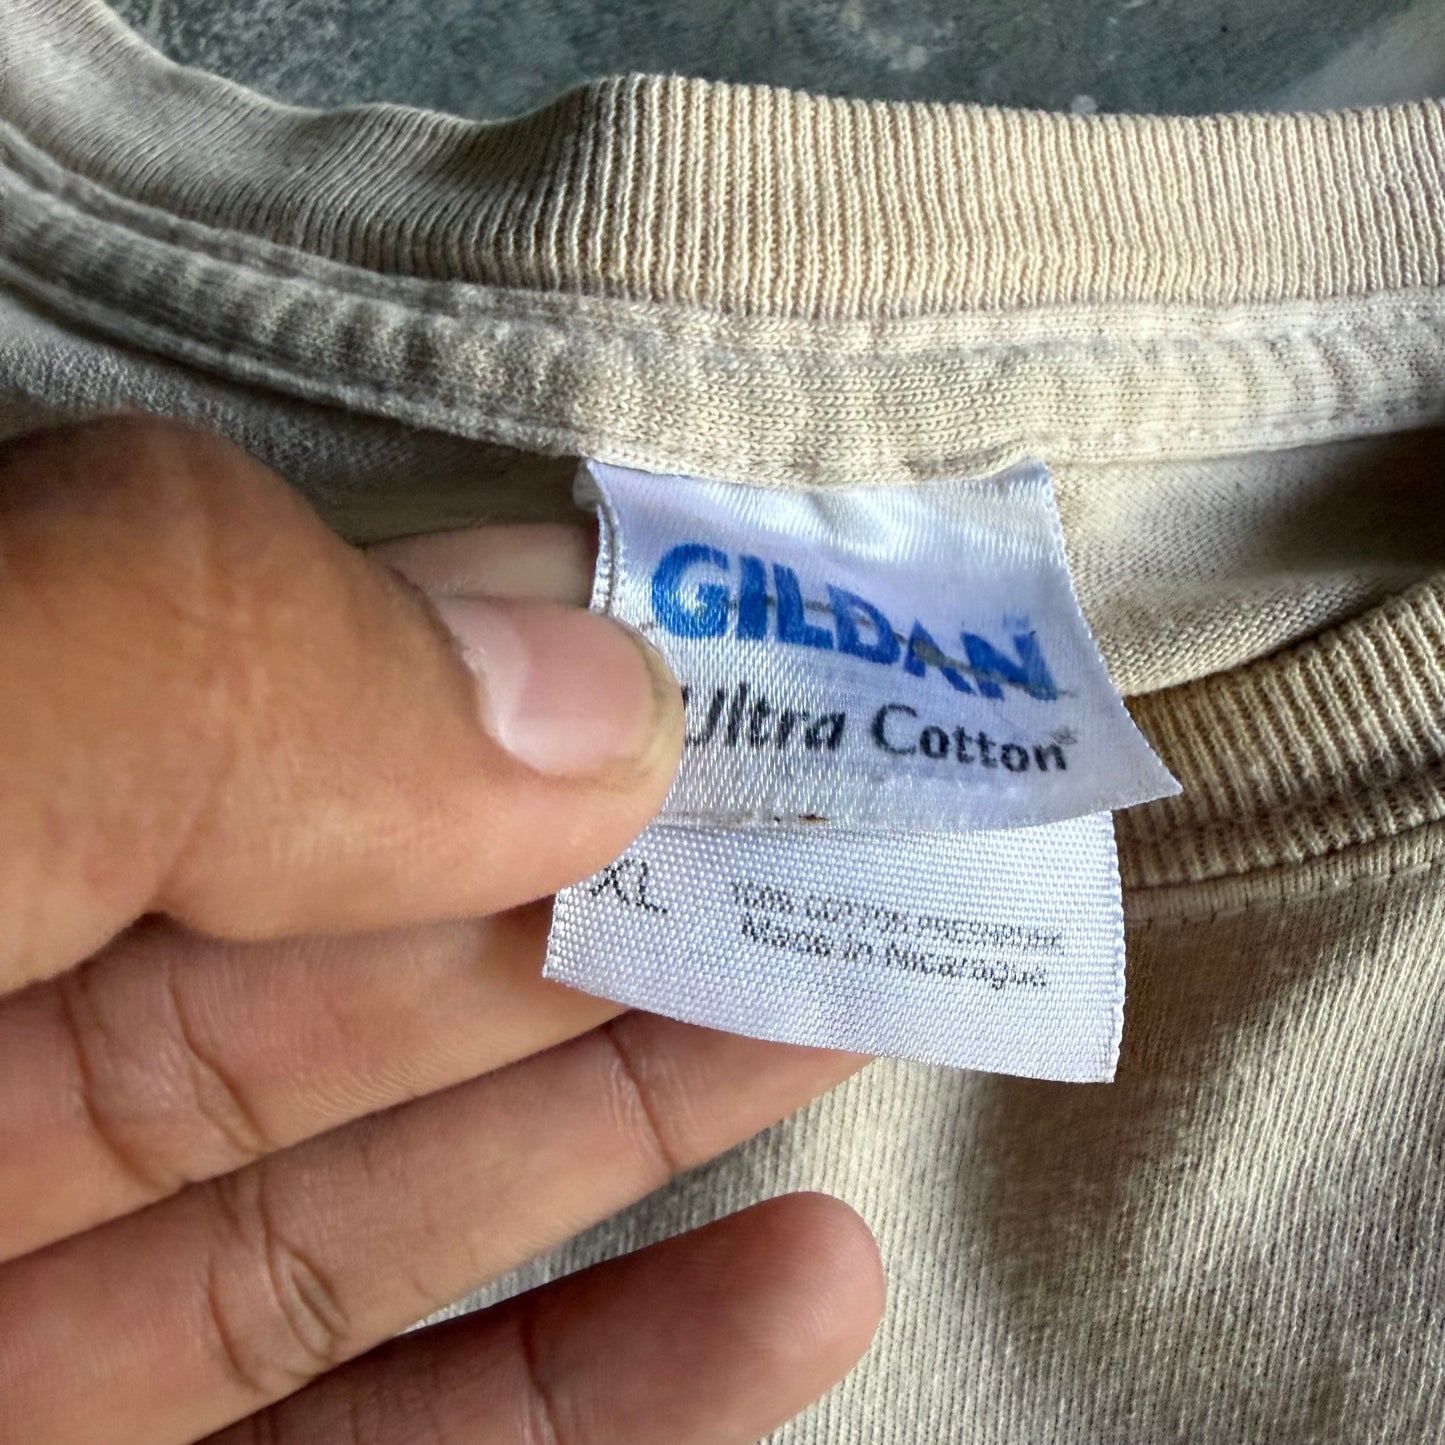 GILDAN
Ultra Cotton
XL
100% COTTON PRESHRUNK
Made in Nicaragua